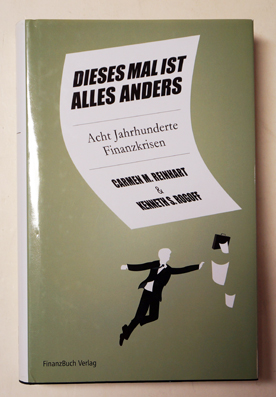 DIESES MAL IST
ALLES ANDERS
Acht Jahrhunderte
Finanzkrisen
CARMEN M. REINHART
&
KENNETH S. ROGOFF
FinanzBuch Verlag